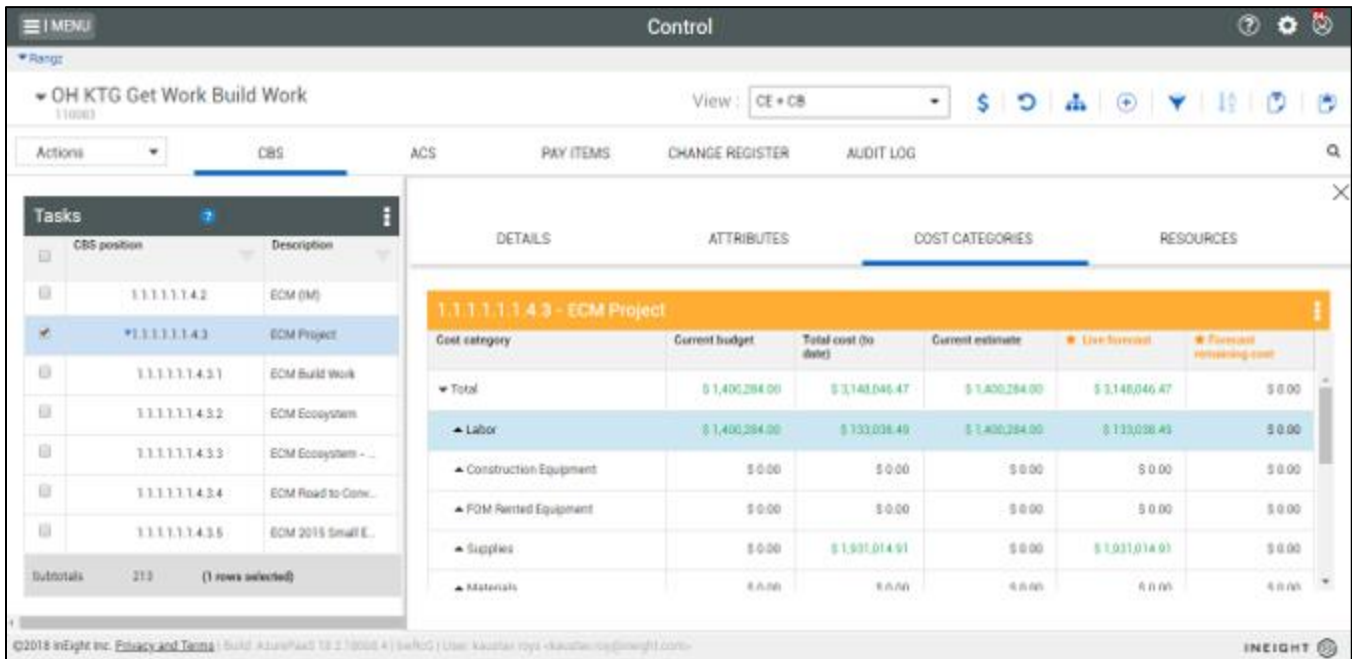 | MENU
Control
OH KTG Get Work Build Work
View : CE + CB
Actions
CBS
ACS
PAY ITEMS
CHANGE REGISTER
AUDIT LOG
Tasks
CBS position
Description
1.1.1.1.1.1.4.2
ECM (IM)
1.1.1.1.1.1.4.3
ECM Project
1.1.1.1.1.1.4.3.1
ECM Build Work
1.1.1.1.1.1.4.3.2
ECM Ecosystem
1.1.1.1.1.1.4.3.3
ECM Ecosystem - ...
1.1.1.1.1.1.4.3.4
ECM Road to Conv...
1.1.1.1.1.1.4.3.5
ECM 2015 Small E...
Subtotals
213
(1 rows selected)
DETAILS
ATTRIBUTES
COST CATEGORIES
RESOURCES
1.1.1.1.1.1.4.3 - ECM Project
Cost category
Current budget
Total cost (to date)
Current estimate
Live forecast
Forecast remaining cost
Total
$ 1,400,284.00
$ 3,148,046.47
$ 1,400,284.00
$ 3,148,046.47
$ 0.00
Labor
$ 1,400,284.00
$ 133,038.49
$ 1,400,284.00
$ 133,038.49
$ 0.00
Construction Equipment
$ 0.00
$ 0.00
$ 0.00
$ 0.00
$ 0.00
FOM Rented Equipment
$ 0.00
$ 0.00
$ 0.00
$ 0.00
$ 0.00
Supplies
$ 0.00
$ 1,931,014.91
$ 0.00
$ 1,931,014.91
$ 0.00
Materials
$ 0.00
$ 0.00
$ 0.00
$ 0.00
$ 0.00
©2018 InEight Inc. Privacy and Terms
INEIGHT